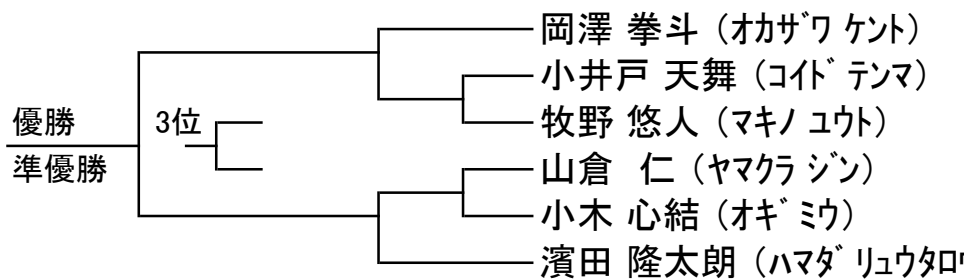 岡澤 拳斗 (オカザワ ケント)
小井戸 天舞 (コイド テンマ)
優勝 3位 牧野 悠人 (マキノ ユウト)
準優勝 山倉 仁 (ヤマクラ ジン)
小木 心結 (オギ ミウ)
濱田 隆太朗 (ハマダ リュウタロウ